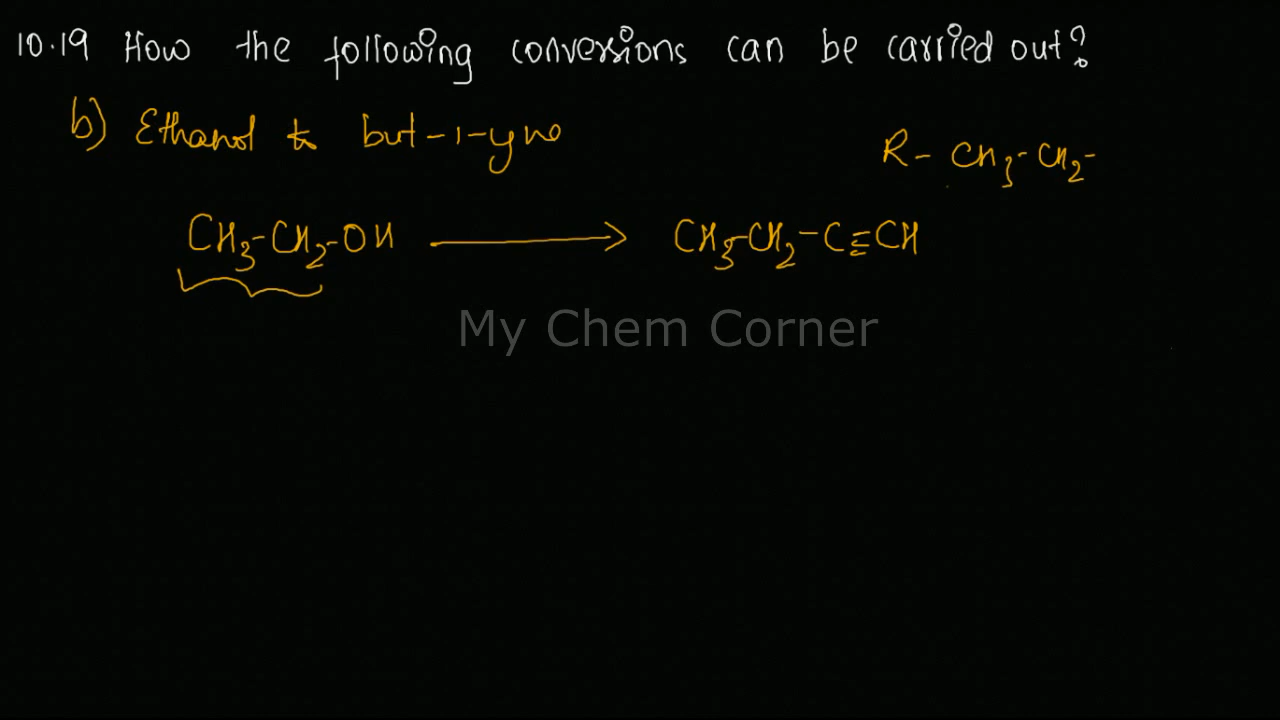 10.19 How the following conversions can be carried out?
b) Ethanol to but-1-yne
R- CH3-CH2-
CH3-CH2-OH → CH3-CH2-C≡CH
My Chem Corner